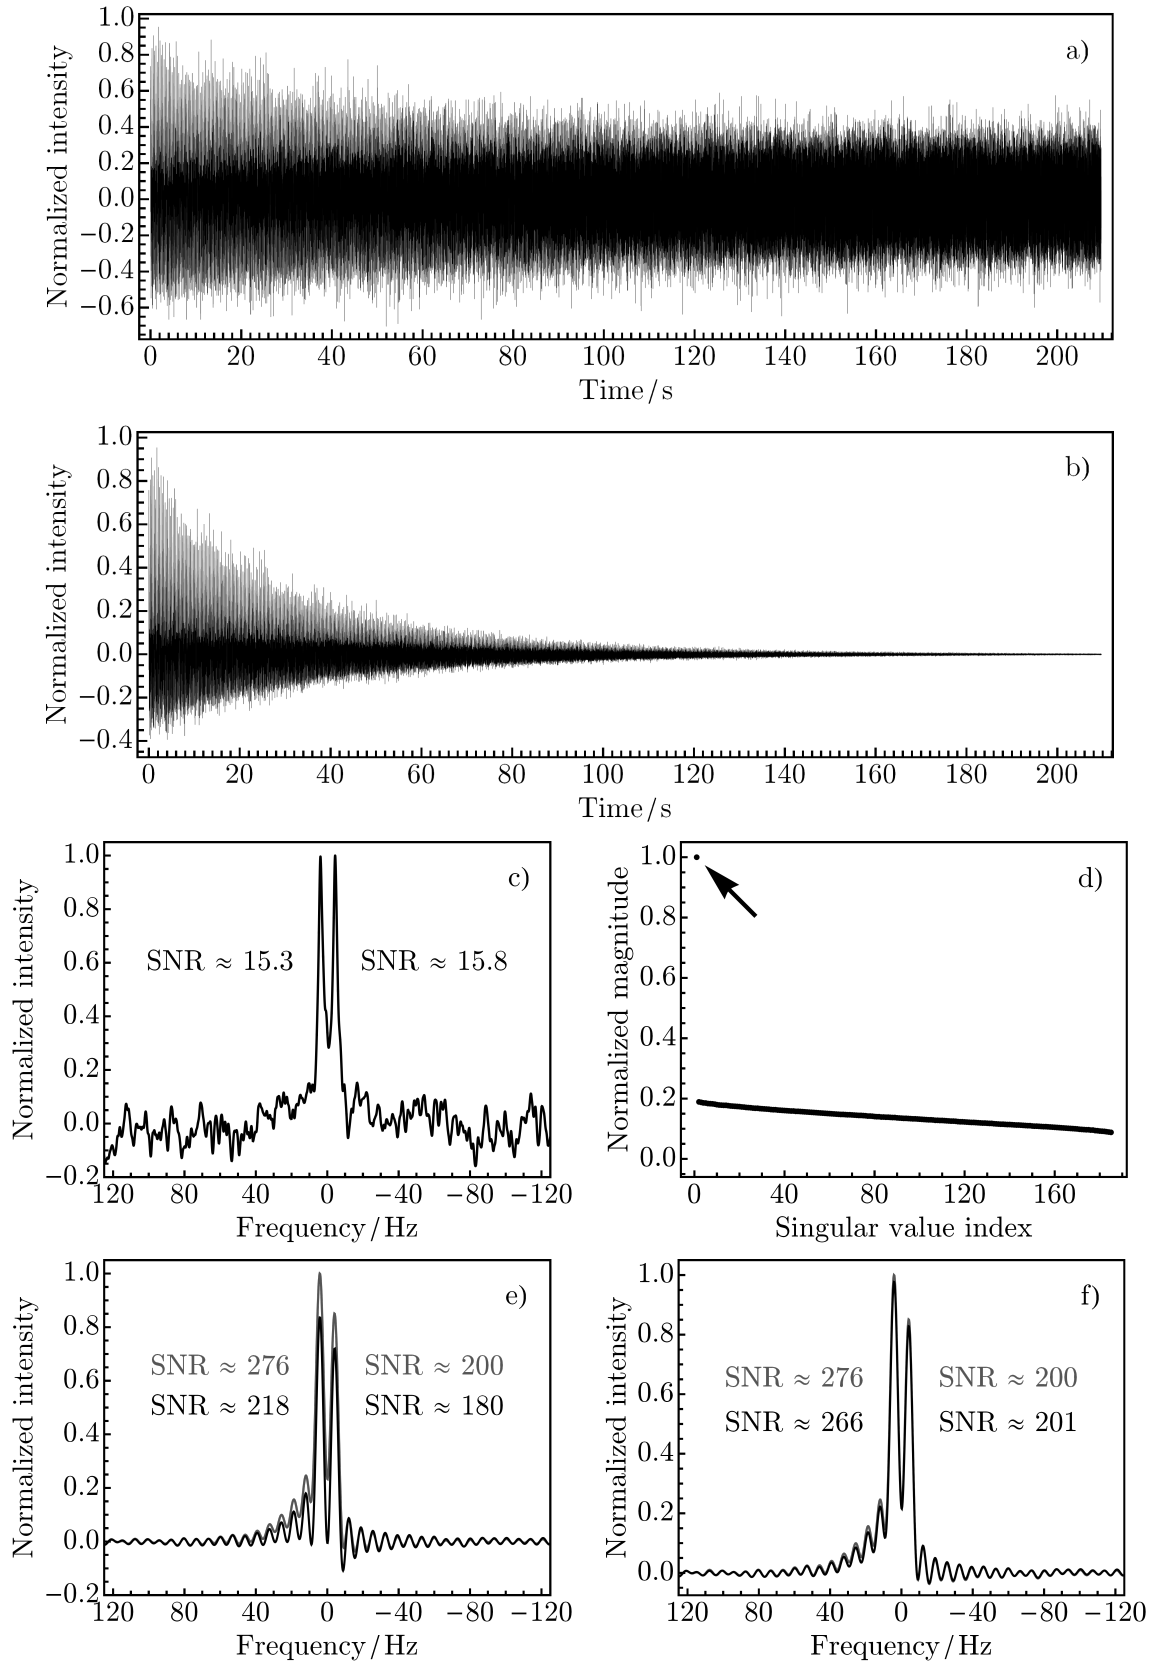 1.0
0.8
0.6
0.4
0.2
0.0
−0.2
−0.4
−0.6
Normalized intensity
a)
0 20 40 60 80 100 120 140 160 180 200
Time/s
1.0
0.8
0.6
0.4
0.2
0.0
−0.2
−0.4
Normalized intensity
b)
0 20 40 60 80 100 120 140 160 180 200
Time/s
1.0
0.8
0.6
0.4
0.2
0.0
−0.2
Normalized intensity
c)
SNR ≈ 15.3 SNR ≈ 15.8
120 80 40 0 −40 −80 −120
Frequency/Hz
1.0
0.8
0.6
0.4
0.2
0.0
Normalized magnitude
d)
0 40 80 120 160
Singular value index
1.0
0.8
0.6
0.4
0.2
0.0
−0.2
Normalized intensity
e)
SNR ≈ 276 SNR ≈ 200
SNR ≈ 218 SNR ≈ 180
120 80 40 0 −40 −80 −120
Frequency/Hz
1.0
0.8
0.6
0.4
0.2
0.0
Normalized intensity
f)
SNR ≈ 276 SNR ≈ 200
SNR ≈ 266 SNR ≈ 201
120 80 40 0 −40 −80 −120
Frequency/Hz